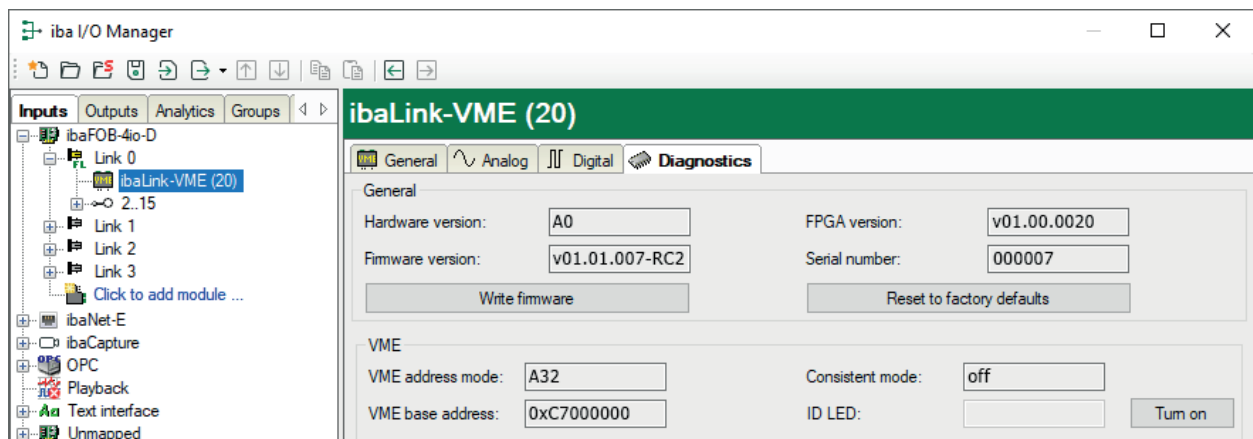 iba I/O Manager
Inputs Outputs Analytics Groups
ibaFOB-4io-D
Link 0
ibaLink-VME (20)
2..15
Link 1
Link 2
Link 3
Click to add module ...
ibaNet-E
ibaCapture
OPC
Playback
Text interface
Unmapped
ibaLink-VME (20)
General Analog Digital Diagnostics
General
Hardware version: A0 FPGA version: v01.00.0020
Firmware version: v01.01.007-RC2 Serial number: 000007
Write firmware Reset to factory defaults
VME
VME address mode: A32 Consistent mode: off
VME base address: 0xC7000000 ID LED: Turn on